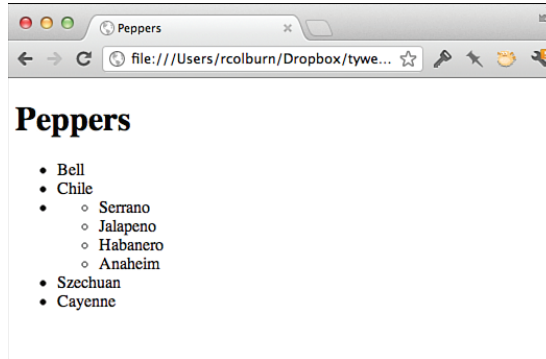 Peppers
file:///Users/rcolburn/Dropbox/tywe...
Peppers
Bell
Chile
Serrano
Jalapeno
Habanero
Anaheim
Szechuan
Cayenne